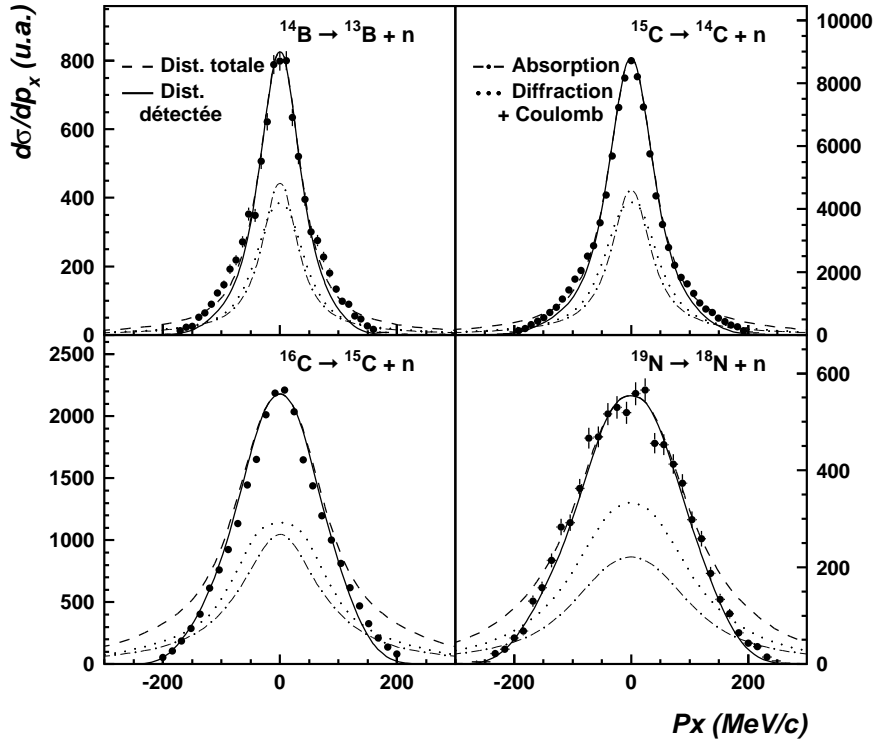 dσ/dpₓ (u.a.)
¹⁴B → ¹³B + n
Dist. totale
Dist.
détectée
800
600
400
200
0
¹⁵C → ¹⁴C + n
Absorption
Diffraction
+ Coulomb
10000
8000
6000
4000
2000
0
¹⁶C → ¹⁵C + n
2500
2000
1500
1000
500
0
-200 0 200
¹⁹N → ¹⁸N + n
600
400
200
0
-200 0 200
Px (MeV/c)